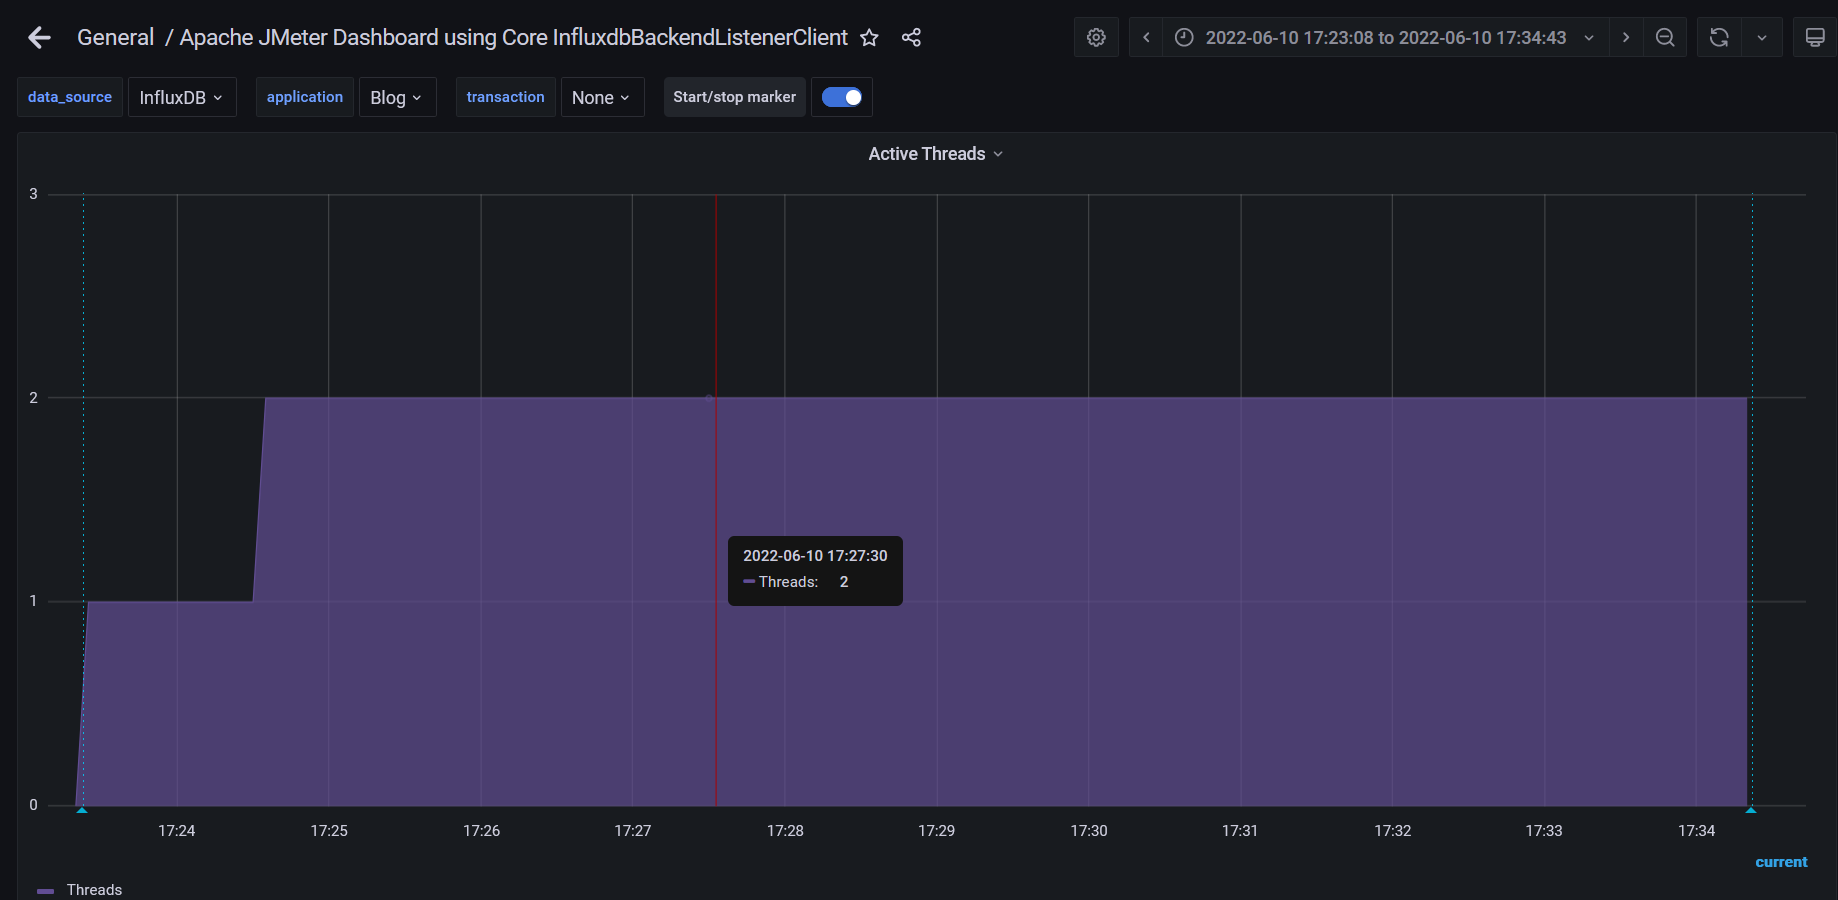 General / Apache JMeter Dashboard using Core InfluxdbBackendListenerClient
2022-06-10 17:23:08 to 2022-06-10 17:34:43
data_source InfluxDB application Blog transaction None Start/stop marker
Active Threads
3
2
1
0
2022-06-10 17:27:30
Threads: 2
17:24 17:25 17:26 17:27 17:28 17:29 17:30 17:31 17:32 17:33 17:34
current
Threads